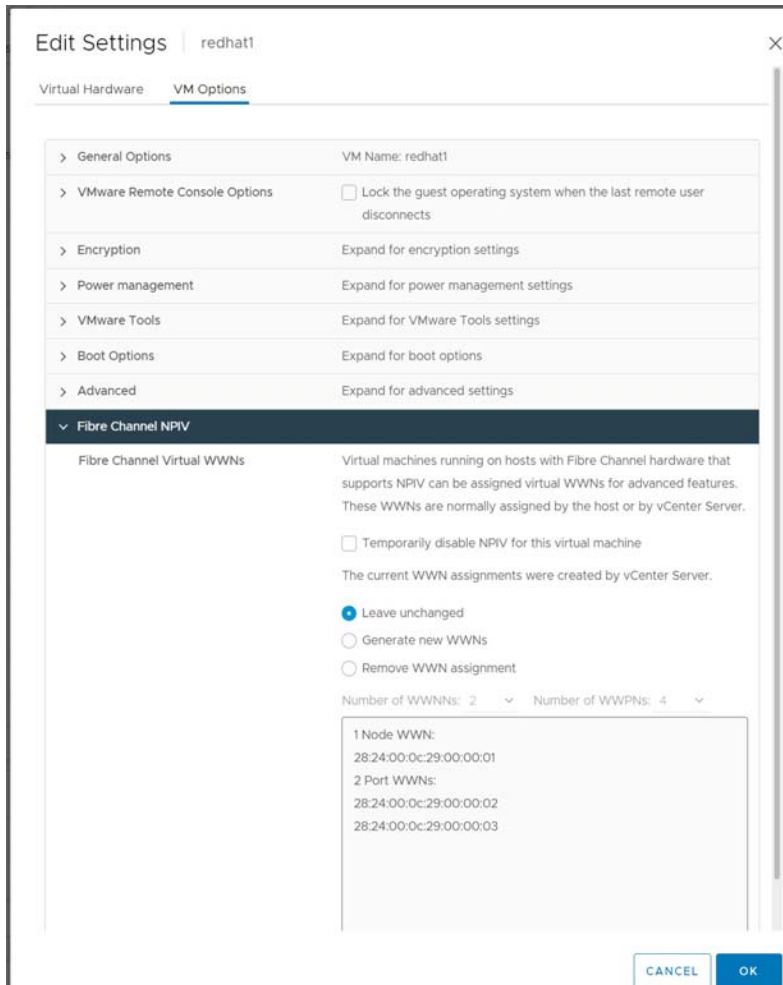 Edit Settings redhat1
Virtual Hardware VM Options
General Options VM Name: redhat1
VMware Remote Console Options Lock the guest operating system when the last remote user
disconnects
Encryption Expand for encryption settings
Power management Expand for power management settings
VMware Tools Expand for VMware Tools settings
Boot Options Expand for boot options
Advanced Expand for advanced settings
Fibre Channel NPIV
Fibre Channel Virtual WWNs Virtual machines running on hosts with Fibre Channel hardware that
supports NPIV can be assigned virtual WWNs for advanced features.
These WWNs are normally assigned by the host or by vCenter Server.
Temporarily disable NPIV for this virtual machine
The current WWN assignments were created by vCenter Server.
Leave unchanged
Generate new WWNs
Remove WWN assignment
Number of WWNNs: 2 Number of WWPNs: 4
1 Node WWN:
28:24:00:0c:29:00:00:01
2 Port WWNs:
28:24:00:0c:29:00:00:02
28:24:00:0c:29:00:00:03
CANCEL OK